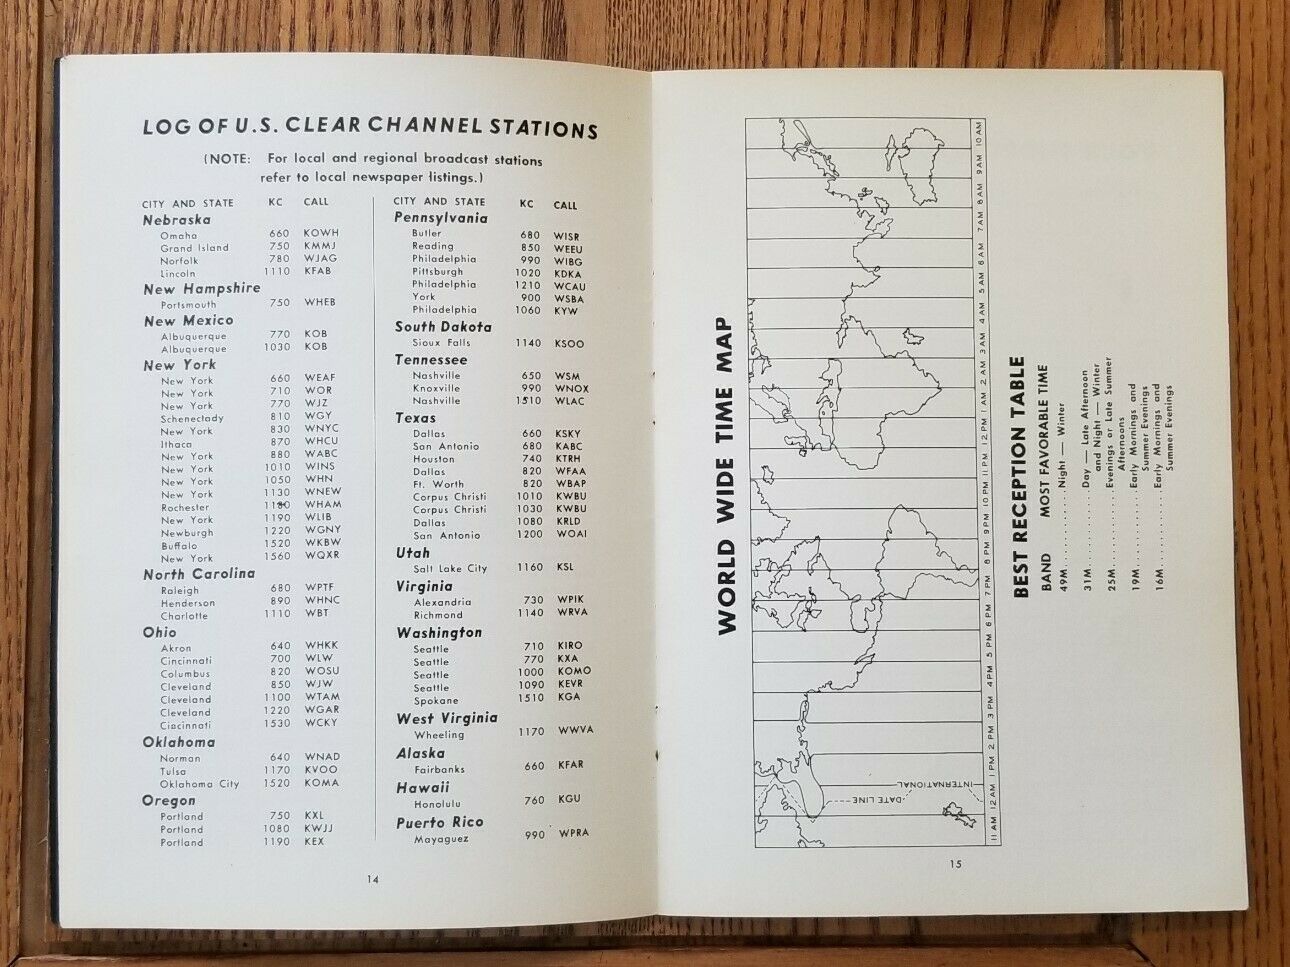 LOG OF U.S. CLEAR CHANNEL STATIONS
(NOTE: For local and regional broadcast stations
refer to local newspaper listings.)
CITY AND STATE KC CALL
Nebraska
Omaha 660 KOWH
Grand Island 750 KMMJ
Norfolk 780 WJAG
Lincoln 1110 KFAB
New Hampshire
Portsmouth 750 WHEB
New Mexico
Albuquerque 770 KOB
Albuquerque 1030 KOB
New York
New York 660 WEAF
New York 710 WOR
New York 770 WJZ
Schenectady 810 WGY
New York 830 WNYC
Ithaca 870 WHCU
New York 880 WABC
New York 1010 WINS
New York 1050 WHN
New York 1130 WNEW
Rochester 1180 WHAM
New York 1190 WLIB
Newburgh 1220 WGNY
Buffalo 1520 WKBW
New York 1560 WQXR
North Carolina
Raleigh 680 WPTF
Henderson 890 WHNC
Charlotte 1110 WBT
Ohio
Akron 640 WHKK
Cincinnati 700 WLW
Columbus 820 WOSU
Cleveland 850 WJW
Cleveland 1100 WTAM
Cleveland 1220 WGAR
Cincinnati 1530 WCKY
Oklahoma
Norman 640 WNAD
Tulsa 1170 KVOO
Oklahoma City 1520 KOMA
Oregon
Portland 750 KXL
Portland 1080 KWJJ
Portland 1190 KEX
CITY AND STATE KC CALL
Pennsylvania
Butler 680 WISR
Reading 850 WEEU
Philadelphia 990 WIBG
Pittsburgh 1020 KDKA
Philadelphia 1210 WCAU
York 900 WSBA
Philadelphia 1060 KYW
South Dakota
Sioux Falls 1140 KSOO
Tennessee
Nashville 650 WSM
Knoxville 990 WNOX
Nashville 1510 WLAC
Texas
Dallas 660 KSKY
San Antonio 680 KABC
Houston 740 KTRH
Dallas 820 WFAA
Ft. Worth 820 WBAP
Corpus Christi 1010 KWBU
Corpus Christi 1030 KWBU
Dallas 1080 KRLD
San Antonio 1200 WOAI
Utah
Salt Lake City 1160 KSL
Virginia
Alexandria 730 WPIK
Richmond 1140 WRVA
Washington
Seattle 710 KIRO
Seattle 770 KXA
Seattle 1000 KOMO
Seattle 1090 KEVR
Spokane 1510 KGA
West Virginia
Wheeling 1170 WWVA
Alaska
Fairbanks 660 KFAR
Hawaii
Honolulu 760 KGU
Puerto Rico
Mayaguez 990 WPRA
14
WORLD WIDE TIME MAP
INTERNATIONAL
DATE LINE
11 AM 12 AM 1 PM 2 PM 3 PM 4 PM 5 PM 6 PM 7 PM 8 PM 9 PM 10 PM 11 PM 12 PM 1 AM 2 AM 3 AM 4 AM 5 AM 6 AM 7 AM 8 AM 9 AM 10 AM
BEST RECEPTION TABLE
BAND MOST FAVORABLE TIME
49M..........Night — Winter
31M..........Day — Late Afternoon
and Night — Winter
25M..........Evenings or Late Summer
Afternoons
19M..........Early Mornings and
Summer Evenings
16M..........Early Mornings and
Summer Evenings
15